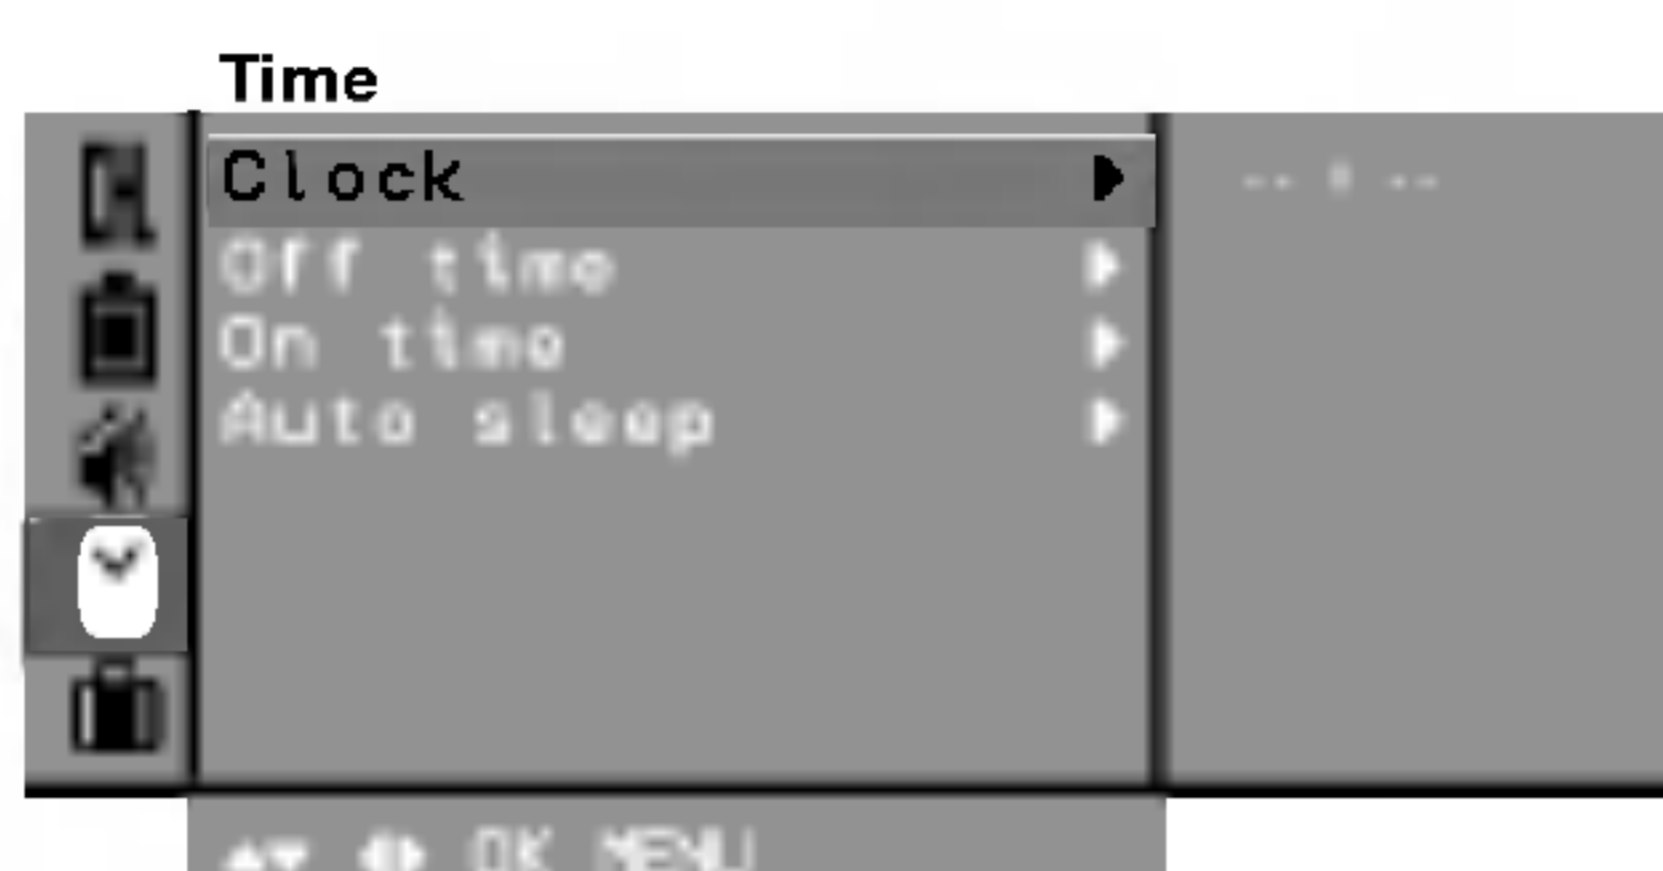 Time
Clock ▶ -- : --
Off time ▶
On time ▶
Auto sleep ▶
▲▼ ◀▶ OK MENU